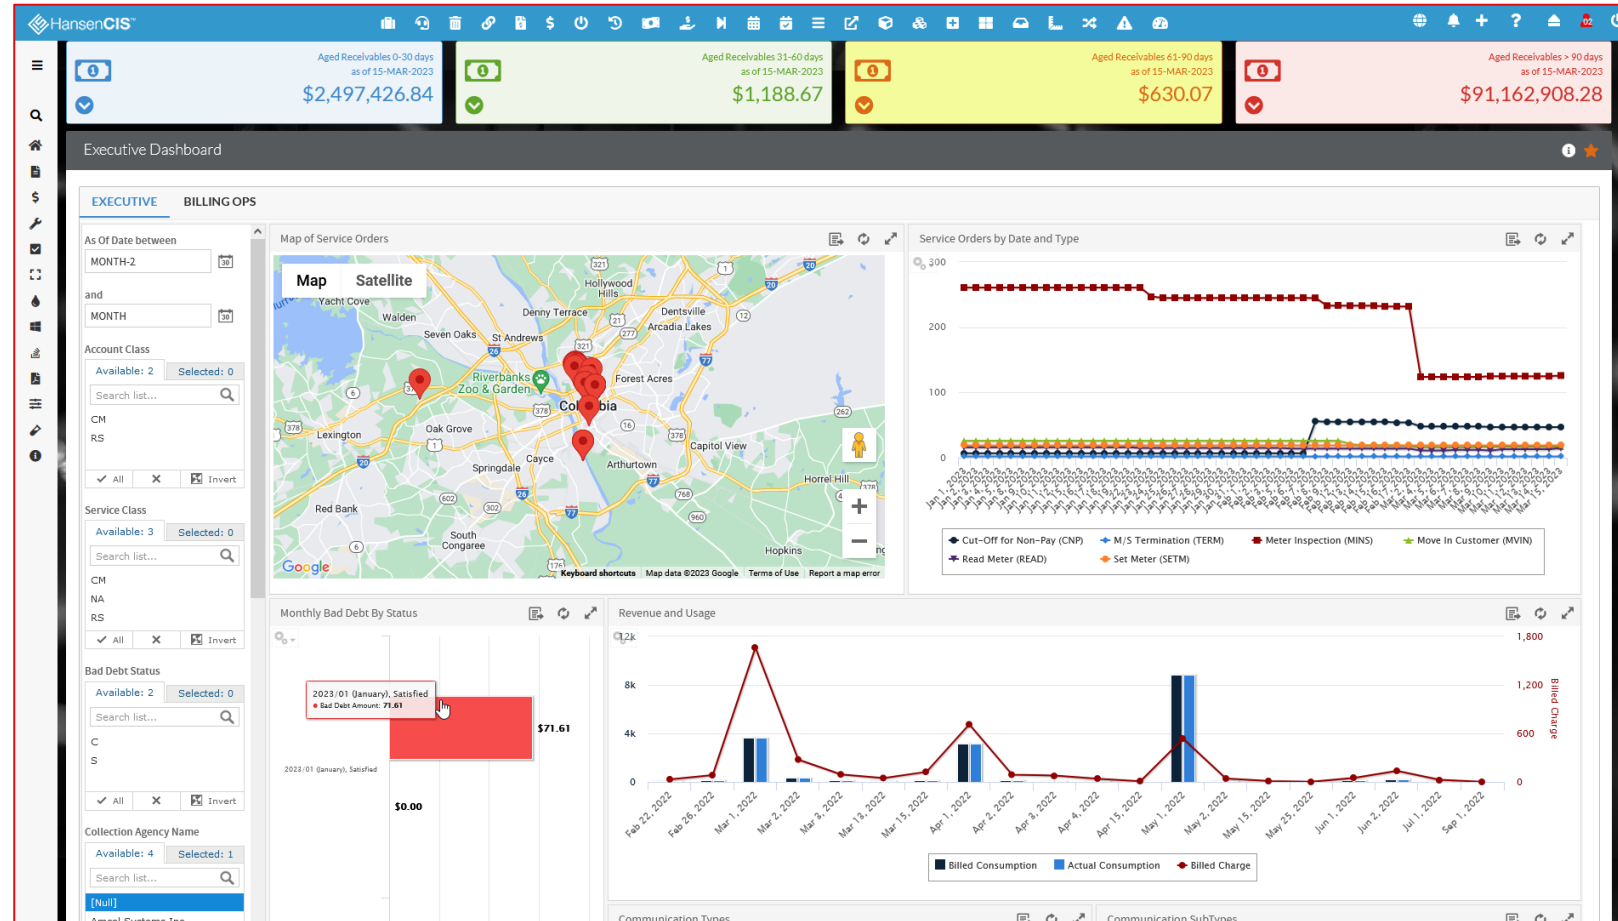 HansenCIS™
02
Aged Receivables 0-30 days
as of 15-MAR-2023
$2,497,426.84
Aged Receivables 31-60 days
as of 15-MAR-2023
$1,188.67
Aged Receivables 61-90 days
as of 15-MAR-2023
$630.07
Aged Receivables > 90 days
as of 15-MAR-2023
$91,162,908.28
Executive Dashboard
EXECUTIVE BILLING OPS
As Of Date between
MONTH-2
30
and
MONTH
30
Account Class
Available: 2 Selected: 0
Search list...
CM
RS
All Invert
Service Class
Available: 3 Selected: 0
Search list...
CM
NA
RS
All Invert
Bad Debt Status
Available: 2 Selected: 0
Search list...
C
S
All Invert
Collection Agency Name
Available: 4 Selected: 1
Search list...
[Null]
Map of Service Orders
Map Satellite
Yacht Cove
Walden
Seven Oaks
St Andrews
Denny Terrace
Hollywood
Hills
Dentsville
Arcadia Lakes
Riverbanks
Zoo & Garden
Forest Acres
Lexington
Oak Grove
Springdale
Cayce
Arthurtown
Capitol View
Horrel Hill
Red Bank
South
Congaree
Hopkins
Google
Keyboard shortcuts Map data ©2023 Google Terms of Use Report a map error
Service Orders by Date and Type
300
200
100
0
Jan 1, 2023
Mar 15, 2023
Cut-Off for Non-Pay (CNP) M/S Termination (TERM) Meter Inspection (MINS) Move In Customer (MVIN)
Read Meter (READ) Set Meter (SETM)
Monthly Bad Debt By Status
2023/01 (January), Satisfied
Bad Debt Amount: 71.61
$71.61
2023/01 (January), Satisfied
$0.00
Revenue and Usage
12k
8k
4k
0
1,800
1,200
600
0
Billed Charge
Feb 22, 2022
Feb 26, 2022
Mar 1, 2022
Mar 2, 2022
Mar 3, 2022
Mar 13, 2022
Mar 15, 2022
Apr 1, 2022
Apr 2, 2022
Apr 3, 2022
Apr 4, 2022
Apr 15, 2022
May 1, 2022
May 2, 2022
May 15, 2022
May 25, 2022
Jun 1, 2022
Jun 2, 2022
Jul 1, 2022
Sep 1, 2022
Billed Consumption Actual Consumption Billed Charge
Communication Types
Communication SubTypes